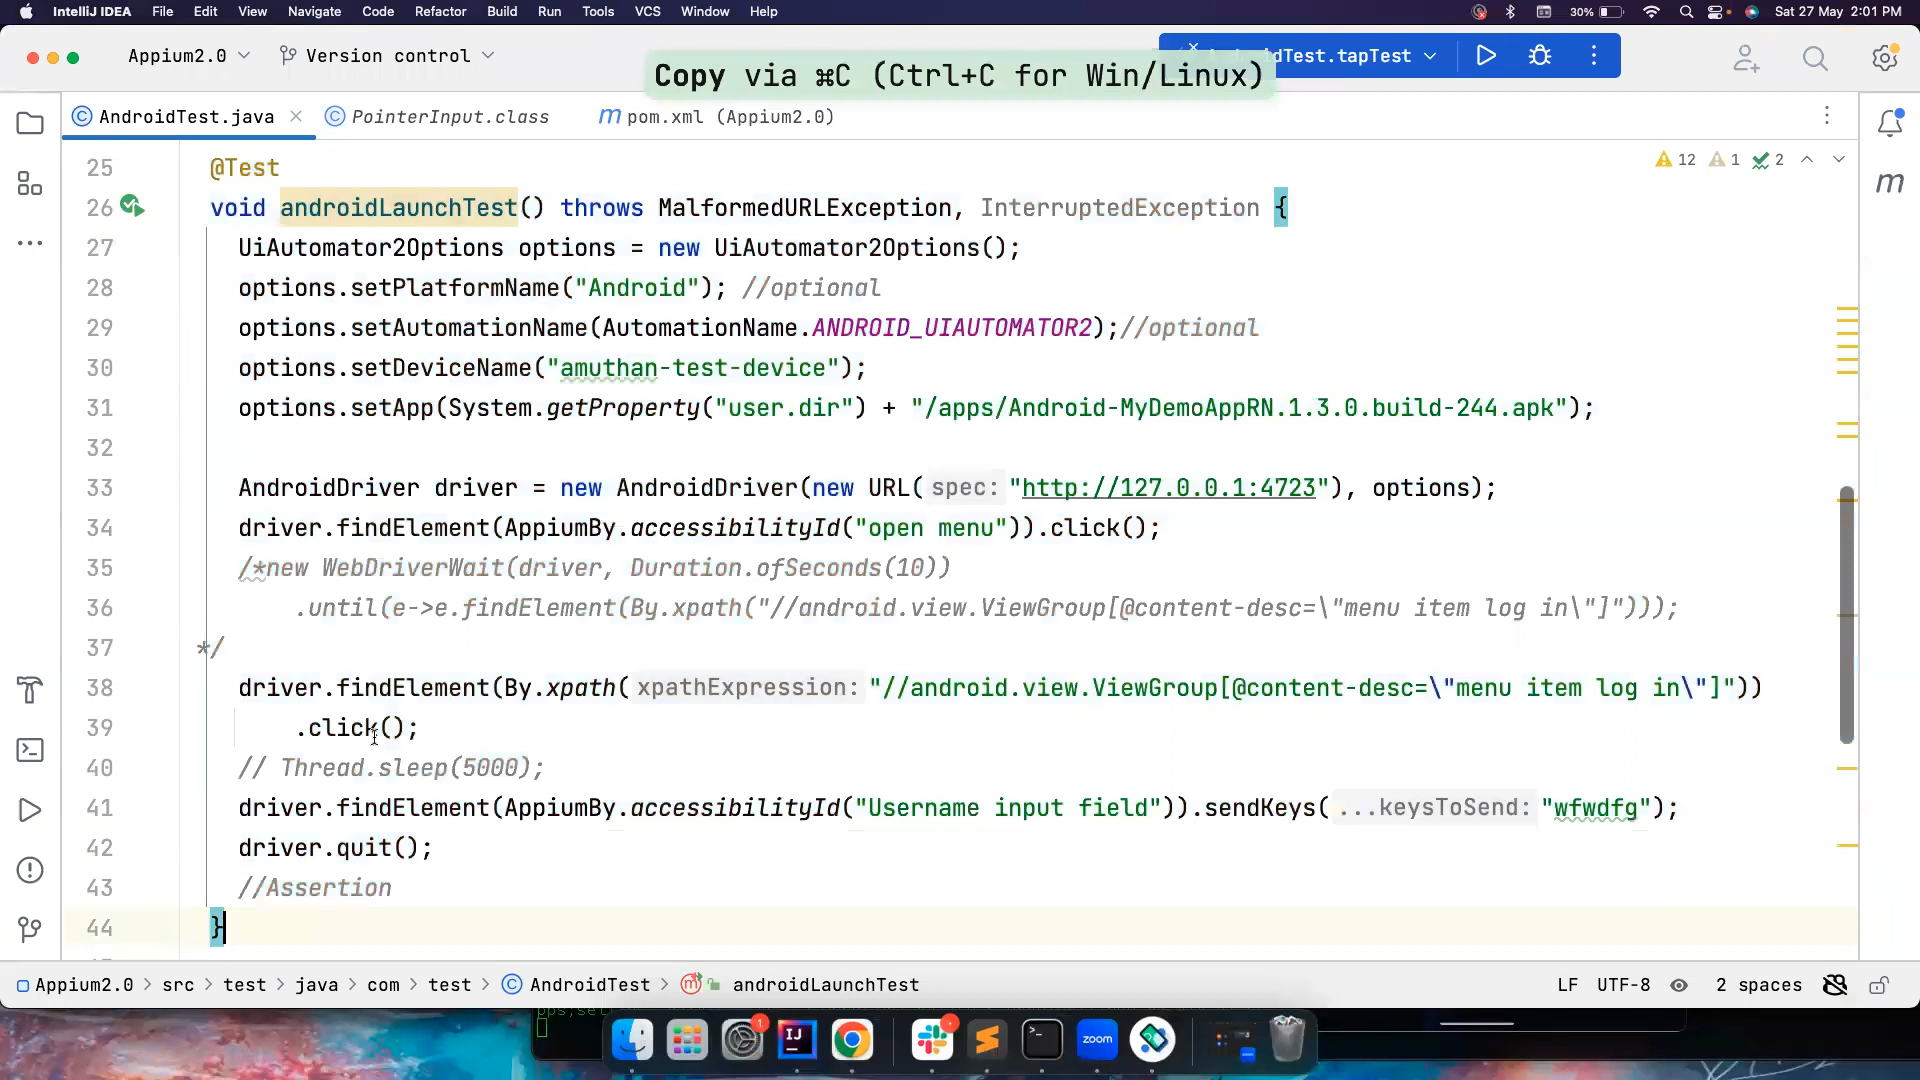 IntelliJ IDEA File Edit View Navigate Code Refactor Build Run Tools VCS Window Help 30% Sat 27 May 2:01 PM
Appium2.0 Version control dTest.tapTest
Copy via ⌘C (Ctrl+C for Win/Linux)
AndroidTest.java PointerInput.class m pom.xml (Appium2.0)
25 @Test 12 1 2
26 void androidLaunchTest() throws MalformedURLException, InterruptedException {
27 UiAutomator2Options options = new UiAutomator2Options();
28 options.setPlatformName("Android"); //optional
29 options.setAutomationName(AutomationName.ANDROID_UIAUTOMATOR2);//optional
30 options.setDeviceName("amuthan-test-device");
31 options.setApp(System.getProperty("user.dir") + "/apps/Android-MyDemoAppRN.1.3.0.build-244.apk");
32
33 AndroidDriver driver = new AndroidDriver(new URL( spec: "http://127.0.0.1:4723"), options);
34 driver.findElement(AppiumBy.accessibilityId("open menu")).click();
35 /*new WebDriverWait(driver, Duration.ofSeconds(10))
36 .until(e->e.findElement(By.xpath("//android.view.ViewGroup[@content-desc=\"menu item log in\"]")));
37 */
38 driver.findElement(By.xpath( xpathExpression: "//android.view.ViewGroup[@content-desc=\"menu item log in\"]"))
39 .click();
40 // Thread.sleep(5000);
41 driver.findElement(AppiumBy.accessibilityId("Username input field")).sendKeys( ...keysToSend: "wfwdfg");
42 driver.quit();
43 //Assertion
44 }
Appium2.0 > src > test > java > com > test > AndroidTest > androidLaunchTest LF UTF-8 2 spaces
zoom